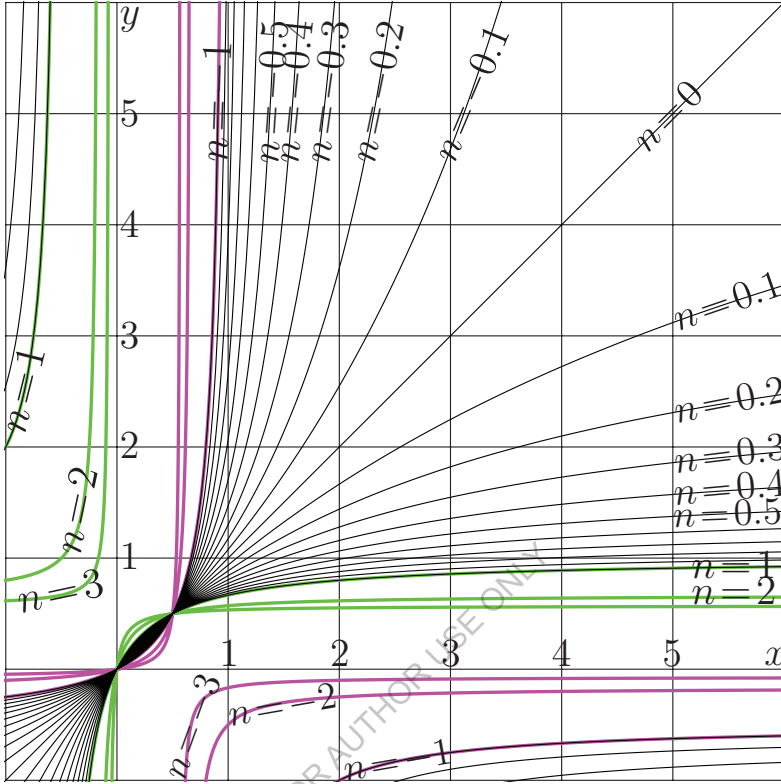 y
n=−1
n=−0.5
n=−0.4
n=−0.3
n=−0.2
n=−0.1
n=0
5
4
3
n=0.1
n=1
2
n=0.2
n=0.3
n=0.4
n=0.5
n=2
1
n=1
n=3
n=2
1
2
3
4
5
x
n=−3
n=−2
n=−1
OR AUTHOR USE ONLY